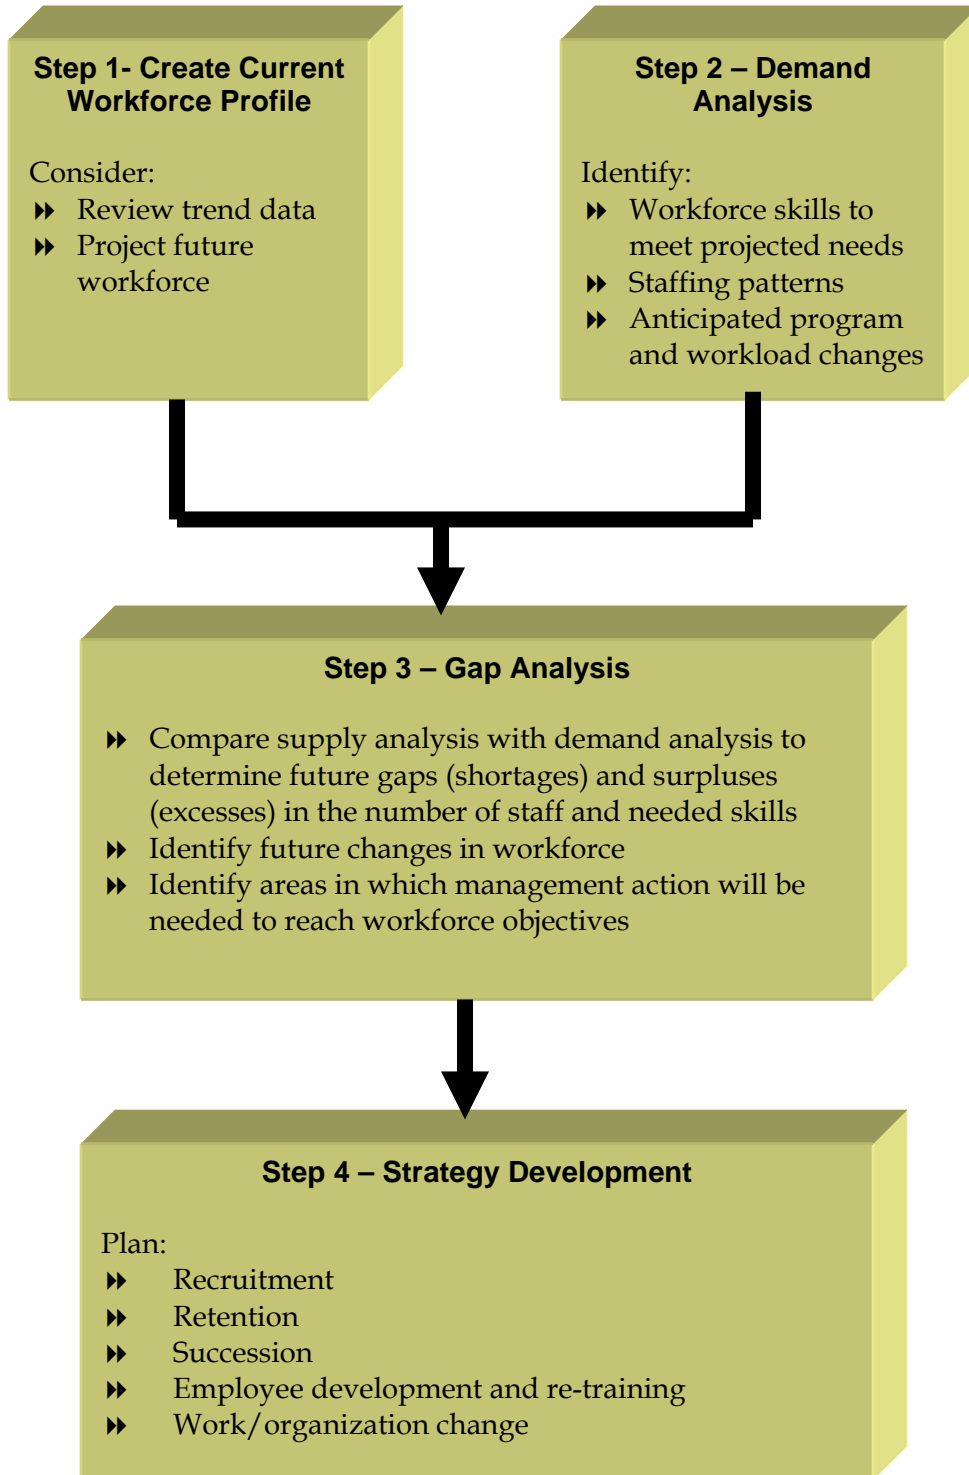 Step 1- Create Current
Workforce Profile
Consider:
Review trend data
Project future
workforce
Step 2 – Demand
Analysis
Identify:
Workforce skills to
meet projected needs
Staffing patterns
Anticipated program
and workload changes
Step 3 – Gap Analysis
Compare supply analysis with demand analysis to
determine future gaps (shortages) and surpluses
(excesses) in the number of staff and needed skills
Identify future changes in workforce
Identify areas in which management action will be
needed to reach workforce objectives
Step 4 – Strategy Development
Plan:
Recruitment
Retention
Succession
Employee development and re-training
Work/organization change